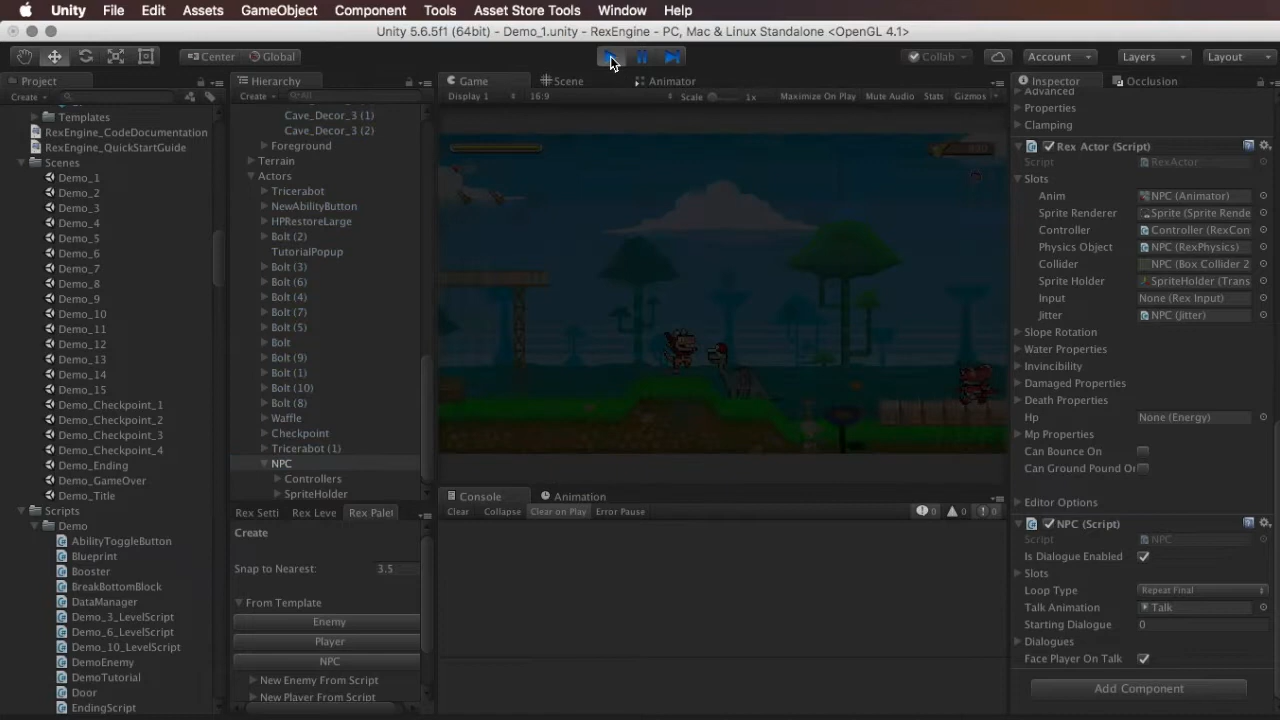 Unity File Edit Assets GameObject Component Tools Asset Store Tools Window Help
Unity 5.6.5f1 (64bit) - Demo_1.unity - RexEngine - PC, Mac & Linux Standalone <OpenGL 4.1>
Center Global Collab Account Layers Layout
Project
Create
Templates
RexEngine_CodeDocumentation
RexEngine_QuickStartGuide
Scenes
Demo_1
Demo_2
Demo_3
Demo_4
Demo_5
Demo_6
Demo_7
Demo_8
Demo_9
Demo_10
Demo_11
Demo_12
Demo_13
Demo_14
Demo_15
Demo_Checkpoint_1
Demo_Checkpoint_2
Demo_Checkpoint_3
Demo_Checkpoint_4
Demo_Ending
Demo_GameOver
Demo_Title
Scripts
Demo
AbilityToggleButton
Blueprint
Booster
BreakBottomBlock
DataManager
Demo_3_LevelScript
Demo_6_LevelScript
Demo_10_LevelScript
DemoEnemy
DemoTutorial
Door
EndingScript
Hierarchy
Create
Cave_Decor_3 (1)
Cave_Decor_3 (2)
Foreground
Terrain
Actors
Tricerabot
NewAbilityButton
HPRestoreLarge
Bolt (2)
TutorialPopup
Bolt (3)
Bolt (6)
Bolt (4)
Bolt (7)
Bolt (5)
Bolt
Bolt (9)
Bolt (1)
Bolt (10)
Bolt (8)
Waffle
Checkpoint
Tricerabot (1)
NPC
Controllers
SpriteHolder
Rex Setti Rex Leve Rex Palet
Create
Snap to Nearest: 3.5
From Template
Enemy
Player
NPC
New Enemy From Script
New Player From Script
Game Scene Animator
Display 1 16:9 Scale 1x Maximize On Play Mute Audio Stats Gizmos
Console Animation
Clear Collapse Clear on Play Error Pause 0 0 0
Inspector Occlusion
Advanced
Properties
Clamping
Rex Actor (Script)
Script RexActor
Slots
Anim NPC (Animator)
Sprite Renderer Sprite (Sprite Rende
Controller Controller (RexCon
Physics Object NPC (RexPhysics)
Collider NPC (Box Collider 2
Sprite Holder SpriteHolder (Trans
Input None (Rex Input)
Jitter NPC (Jitter)
Slope Rotation
Water Properties
Invincibility
Damaged Properties
Death Properties
Hp None (Energy)
Mp Properties
Can Bounce On
Can Ground Pound On
Editor Options
NPC (Script)
Script NPC
Is Dialogue Enabled
Slots
Loop Type Repeat Final
Talk Animation Talk
Starting Dialogue 0
Dialogues
Face Player On Talk
Add Component